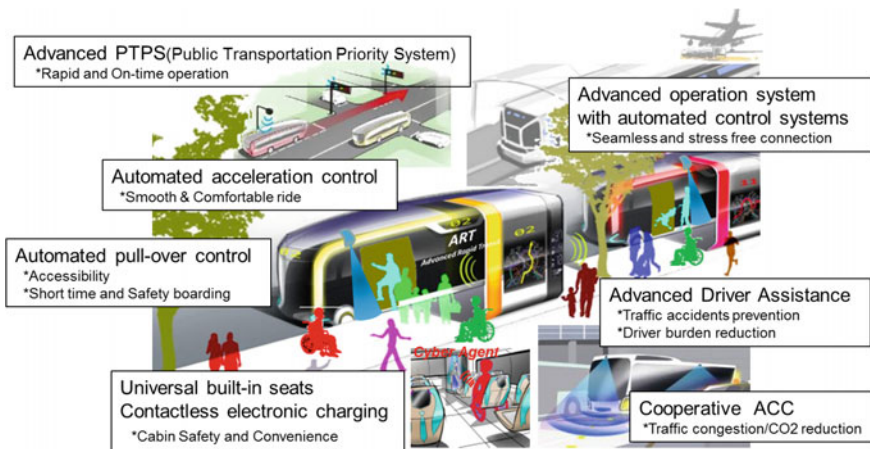 Advanced PTPS(Public Transportation Priority System)
*Rapid and On-time operation
Advanced operation system
with automated control systems
*Seamless and stress free connection
Automated acceleration control
*Smooth & Comfortable ride
02
ART
Advanced Rapid Transit
02
Automated pull-over control
*Accessibility
*Short time and Safety boarding
Advanced Driver Assistance
*Traffic accidents prevention
*Driver burden reduction
Cyber Agent
Universal built-in seats
Contactless electronic charging
*Cabin Safety and Convenience
Cooperative ACC
*Traffic congestion/CO2 reduction